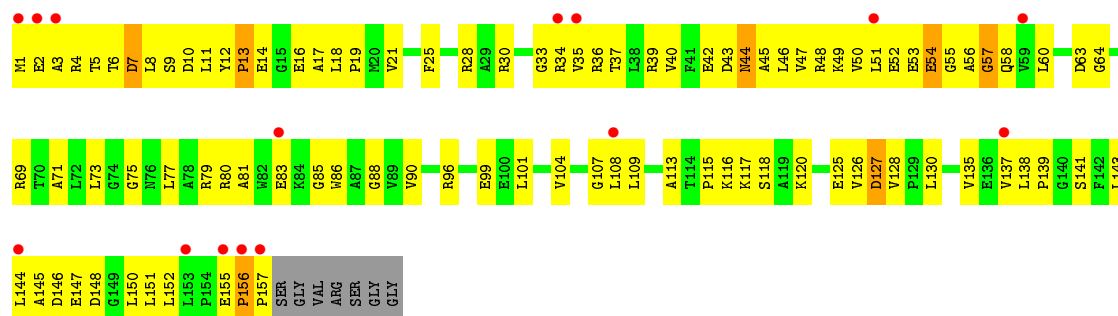 M1 E2 A3 R4 T5 T6 D7 L8 S9 D10 L11 Y12 P13 E14 G15 E16 A17 L18 P19 M20 V21 F25 R28 A29 R30 G33 R34 V35 R36 T37 L38 R39 V40 F41 E42 D43 N44 A45 L46 V47 R48 K49 V50 L51 E52 E53 E54 G55 A56 G57 Q58 V59 L60 D63 G64
R69 T70 A71 L72 L73 G74 G75 N76 L77 A78 R79 R80 A81 W82 E83 K84 G85 W86 A87 G88 V89 V90 R96 E99 E100 L101 V104 G107 L108 L109 A113 T114 P115 K116 K117 S118 A119 K120 E125 V126 D127 V128 P129 L130 V135 E136 V137 L138 P139 G140 S141 F142 L143
L144 A145 D146 E147 D148 G149 L150 L151 L152 L153 P154 E155 P156 P157 SER GLY VAL ARG SER GLY GLY